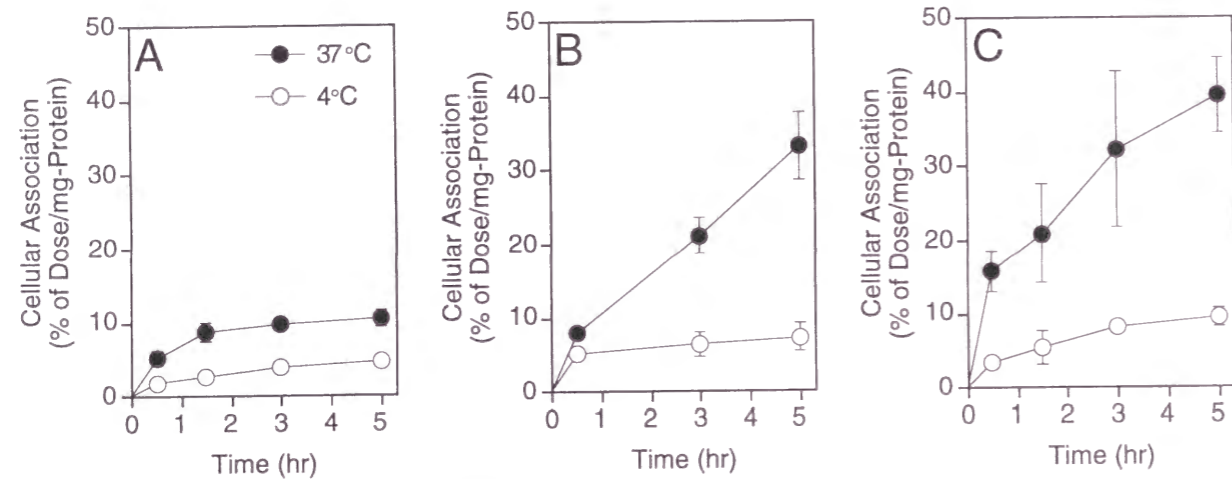 A
37°C
4°C
Cellular Association
(% of Dose/mg-Protein)
50
40
30
20
10
0
0 1 2 3 4 5
Time (hr)
B
Cellular Association
(% of Dose/mg-Protein)
50
40
30
20
10
0
0 1 2 3 4 5
Time (hr)
C
Cellular Association
(% of Dose/mg-Protein)
50
40
30
20
10
0
0 1 2 3 4 5
Time (hr)